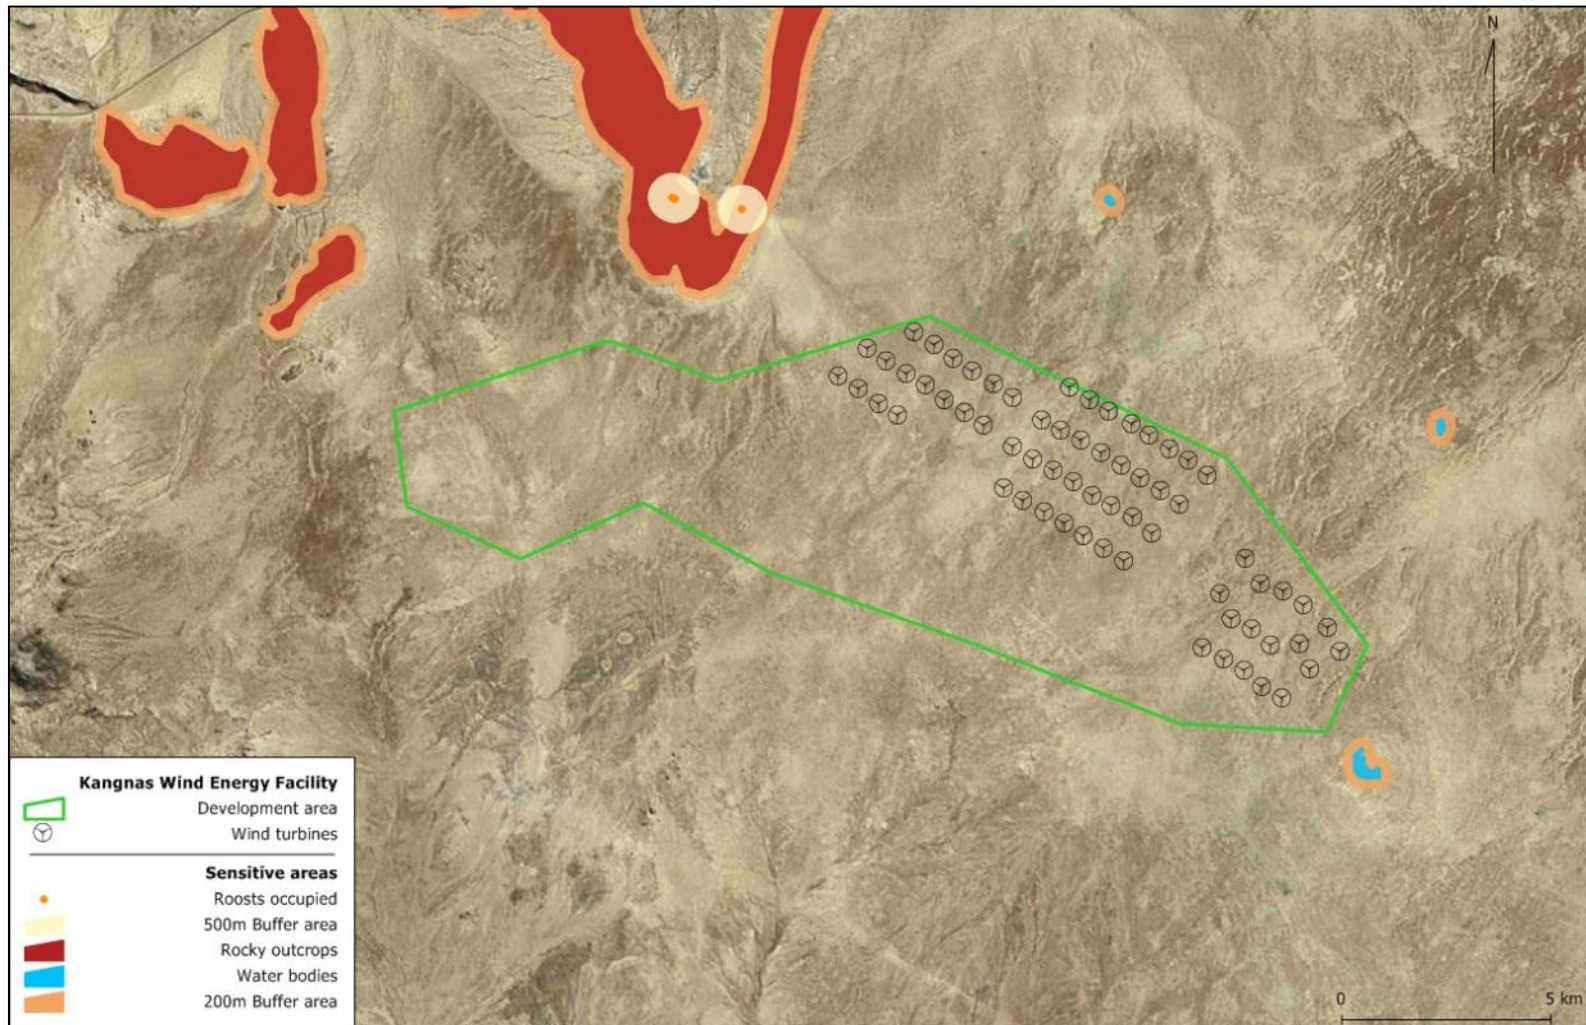 N
Kangnas Wind Energy Facility
Development area
Wind turbines
Sensitive areas
Roosts occupied
500m Buffer area
Rocky outcrops
Water bodies
200m Buffer area
0 5 km